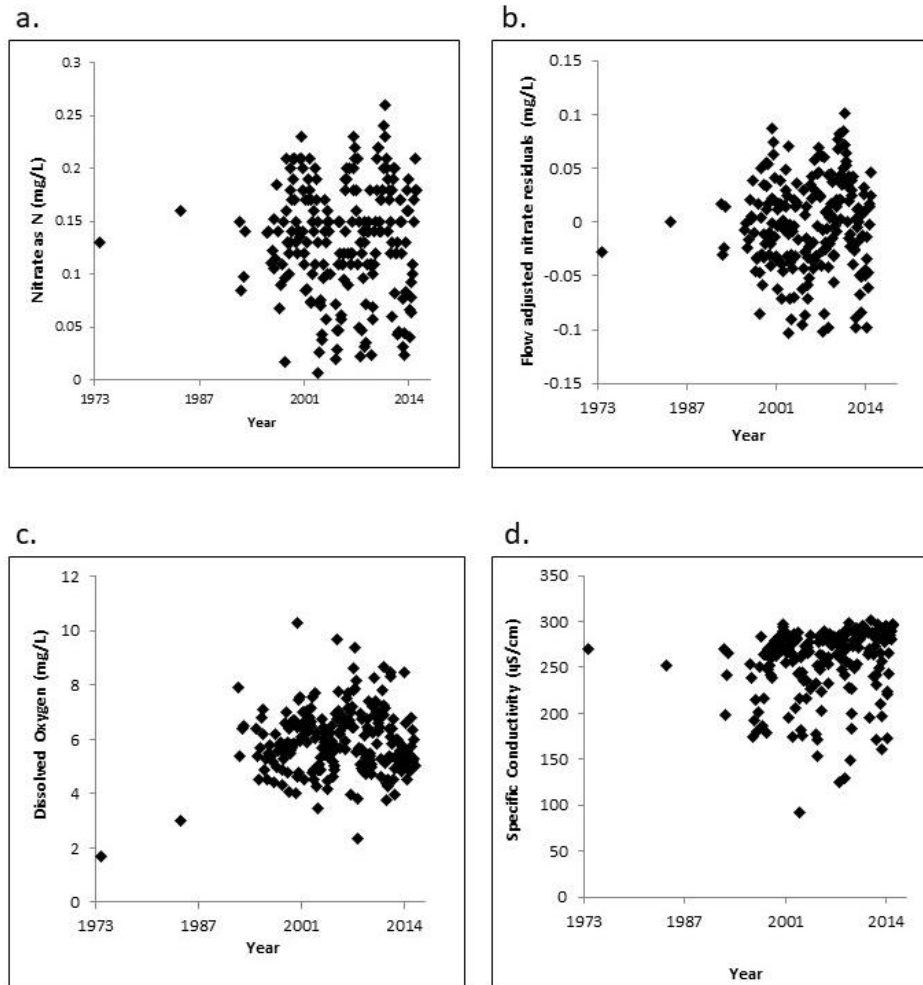 a.
Nitrate as N (mg/L)
0.3
0.25
0.2
0.15
0.1
0.05
0
1973 1987 2001 2014
Year
b.
Flow adjusted nitrate residuals (mg/L)
0.15
0.1
0.05
0
-0.05
-0.1
-0.15
1973 1987 2001 2014
Year
c.
Dissolved Oxygen (mg/L)
12
10
8
6
4
2
0
1973 1987 2001 2014
Year
d.
Specific Conductivity (ųS/cm)
350
300
250
200
150
100
50
0
1973 1987 2001 2014
Year